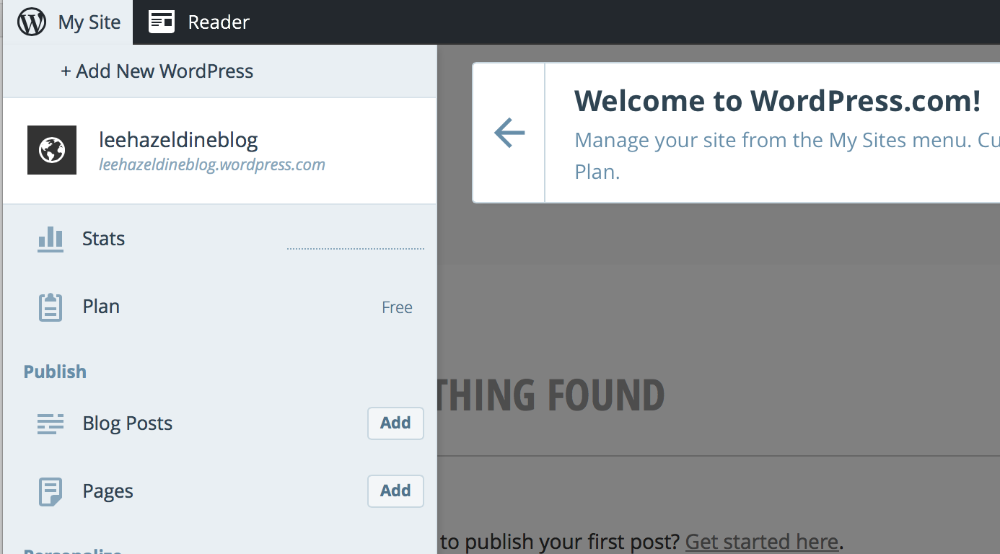 My Site
Reader
+ Add New WordPress
leehazeldineblog
leehazeldineblog.wordpress.com
Welcome to WordPress.com!
Manage your site from the My Sites menu. Cu
Plan.
Stats
Plan
Free
THING FOUND
Publish
Blog Posts
Add
Pages
Add
to publish your first post? Get started here.
Personalize